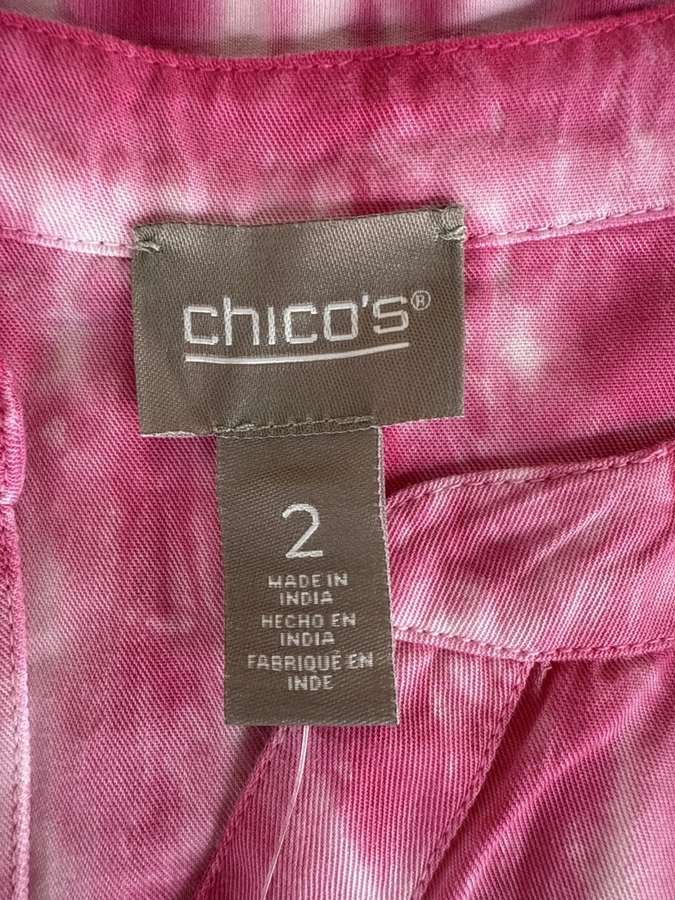 chico's®
2
MADE IN
INDIA
HECHO EN
INDIA
FABRIQUÉ EN
INDE